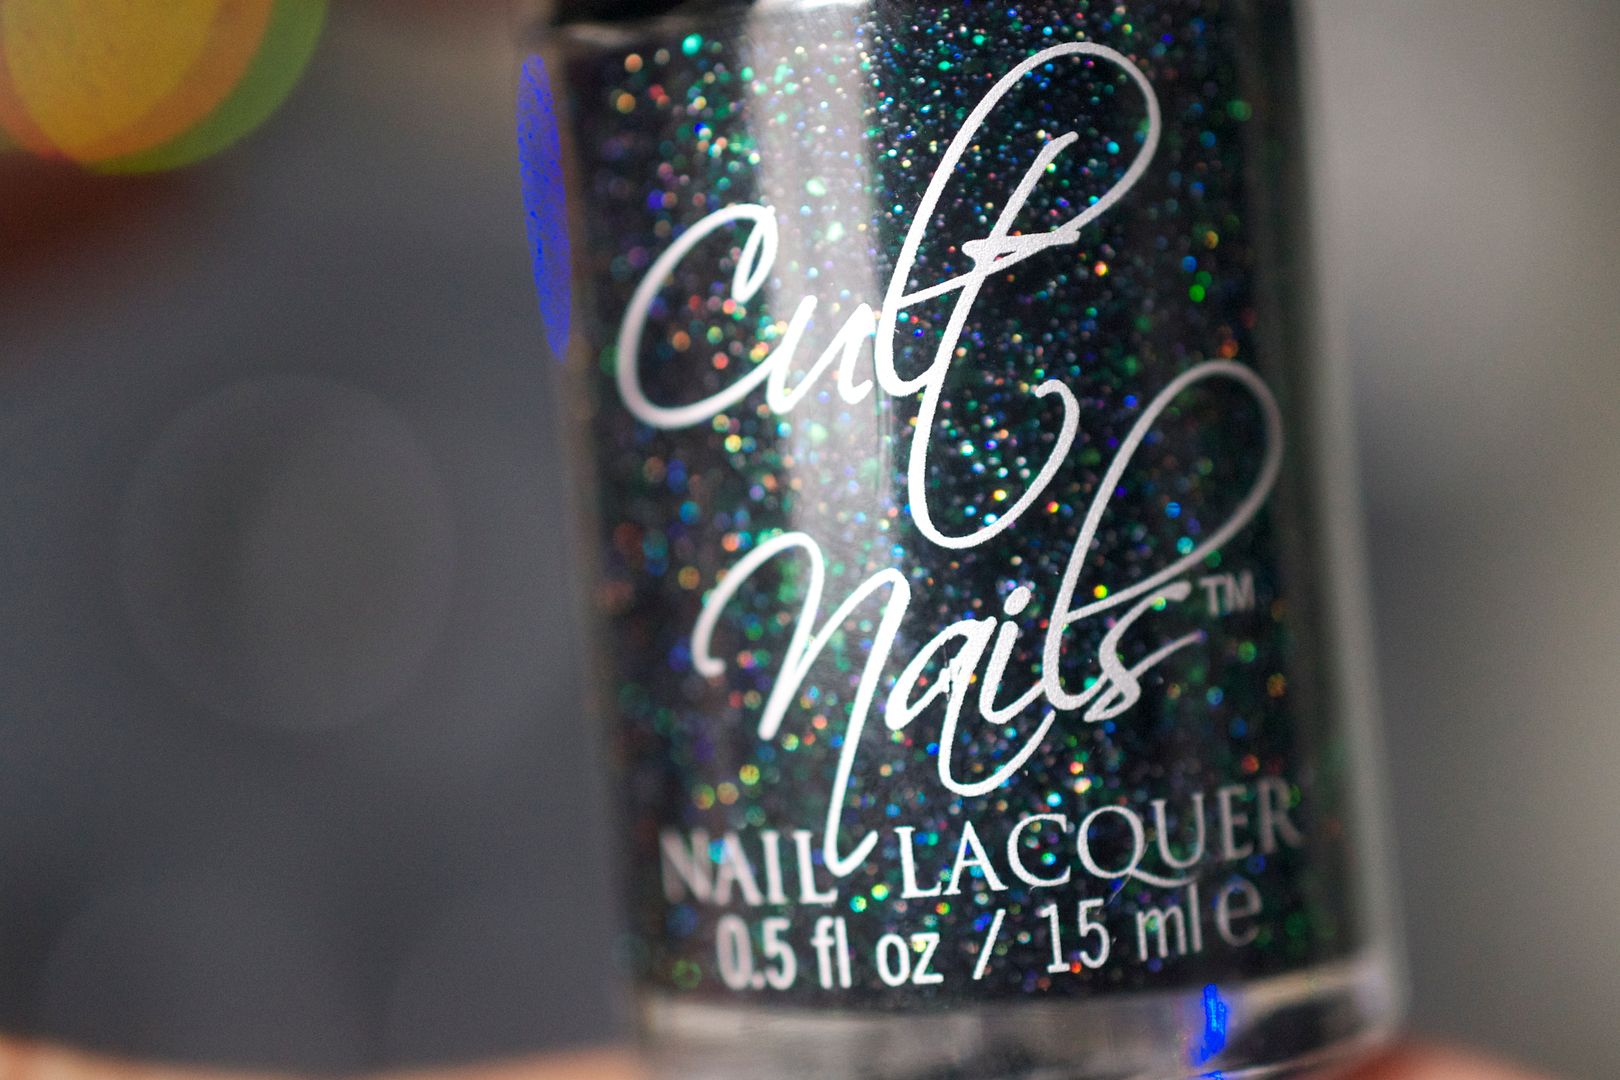 Cult
Nails™
NAIL LACQUER
0.5 fl oz / 15 ml e